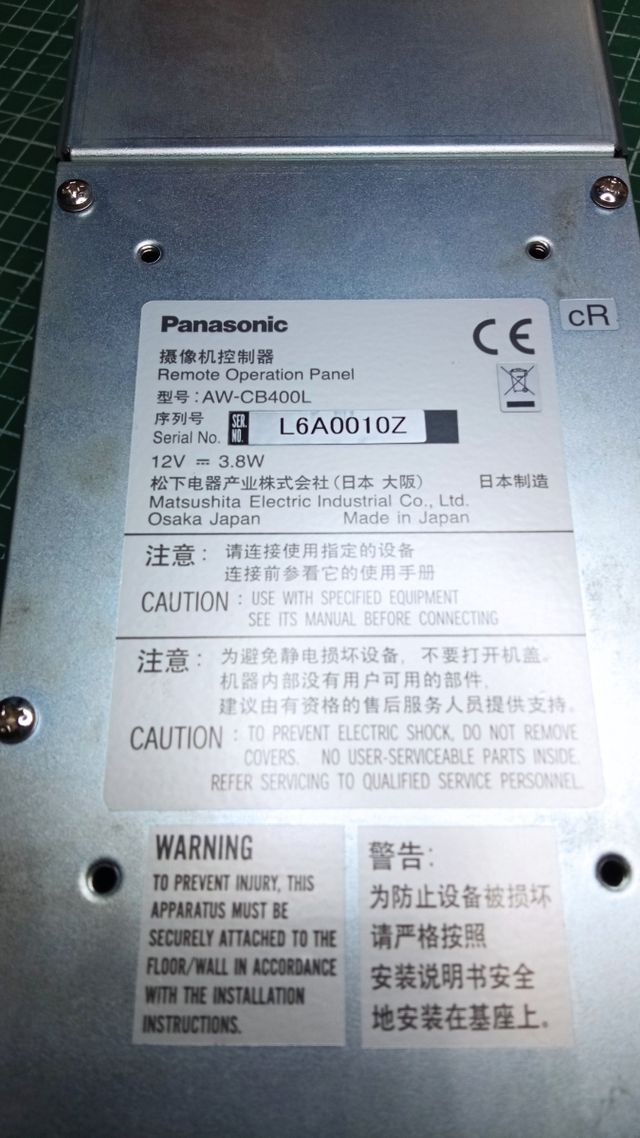 Panasonic
CE
cR
摄像机控制器
Remote Operation Panel
型号: AW-CB400L
序列号
Serial No.
SER.
NO.
L6A0010Z
12V ⎓ 3.8W
松下电器产业株式会社(日本 大阪) 日本制造
Matsushita Electric Industrial Co., Ltd.
Osaka Japan Made in Japan
注意: 请连接使用指定的设备
连接前参看它的使用手册
CAUTION : USE WITH SPECIFIED EQUIPMENT
SEE ITS MANUAL BEFORE CONNECTING
注意: 为避免静电损坏设备, 不要打开机盖。
机器内部没有用户可用的部件,
建议由有资格的售后服务人员提供支持。
CAUTION : TO PREVENT ELECTRIC SHOCK, DO NOT REMOVE
COVERS. NO USER-SERVICEABLE PARTS INSIDE.
REFER SERVICING TO QUALIFIED SERVICE PERSONNEL.
WARNING
TO PREVENT INJURY, THIS
APPARATUS MUST BE
SECURELY ATTACHED TO THE
FLOOR/WALL IN ACCORDANCE
WITH THE INSTALLATION
INSTRUCTIONS.
警告:
为防止设备被损坏
请严格按照
安装说明书安全
地安装在基座上。